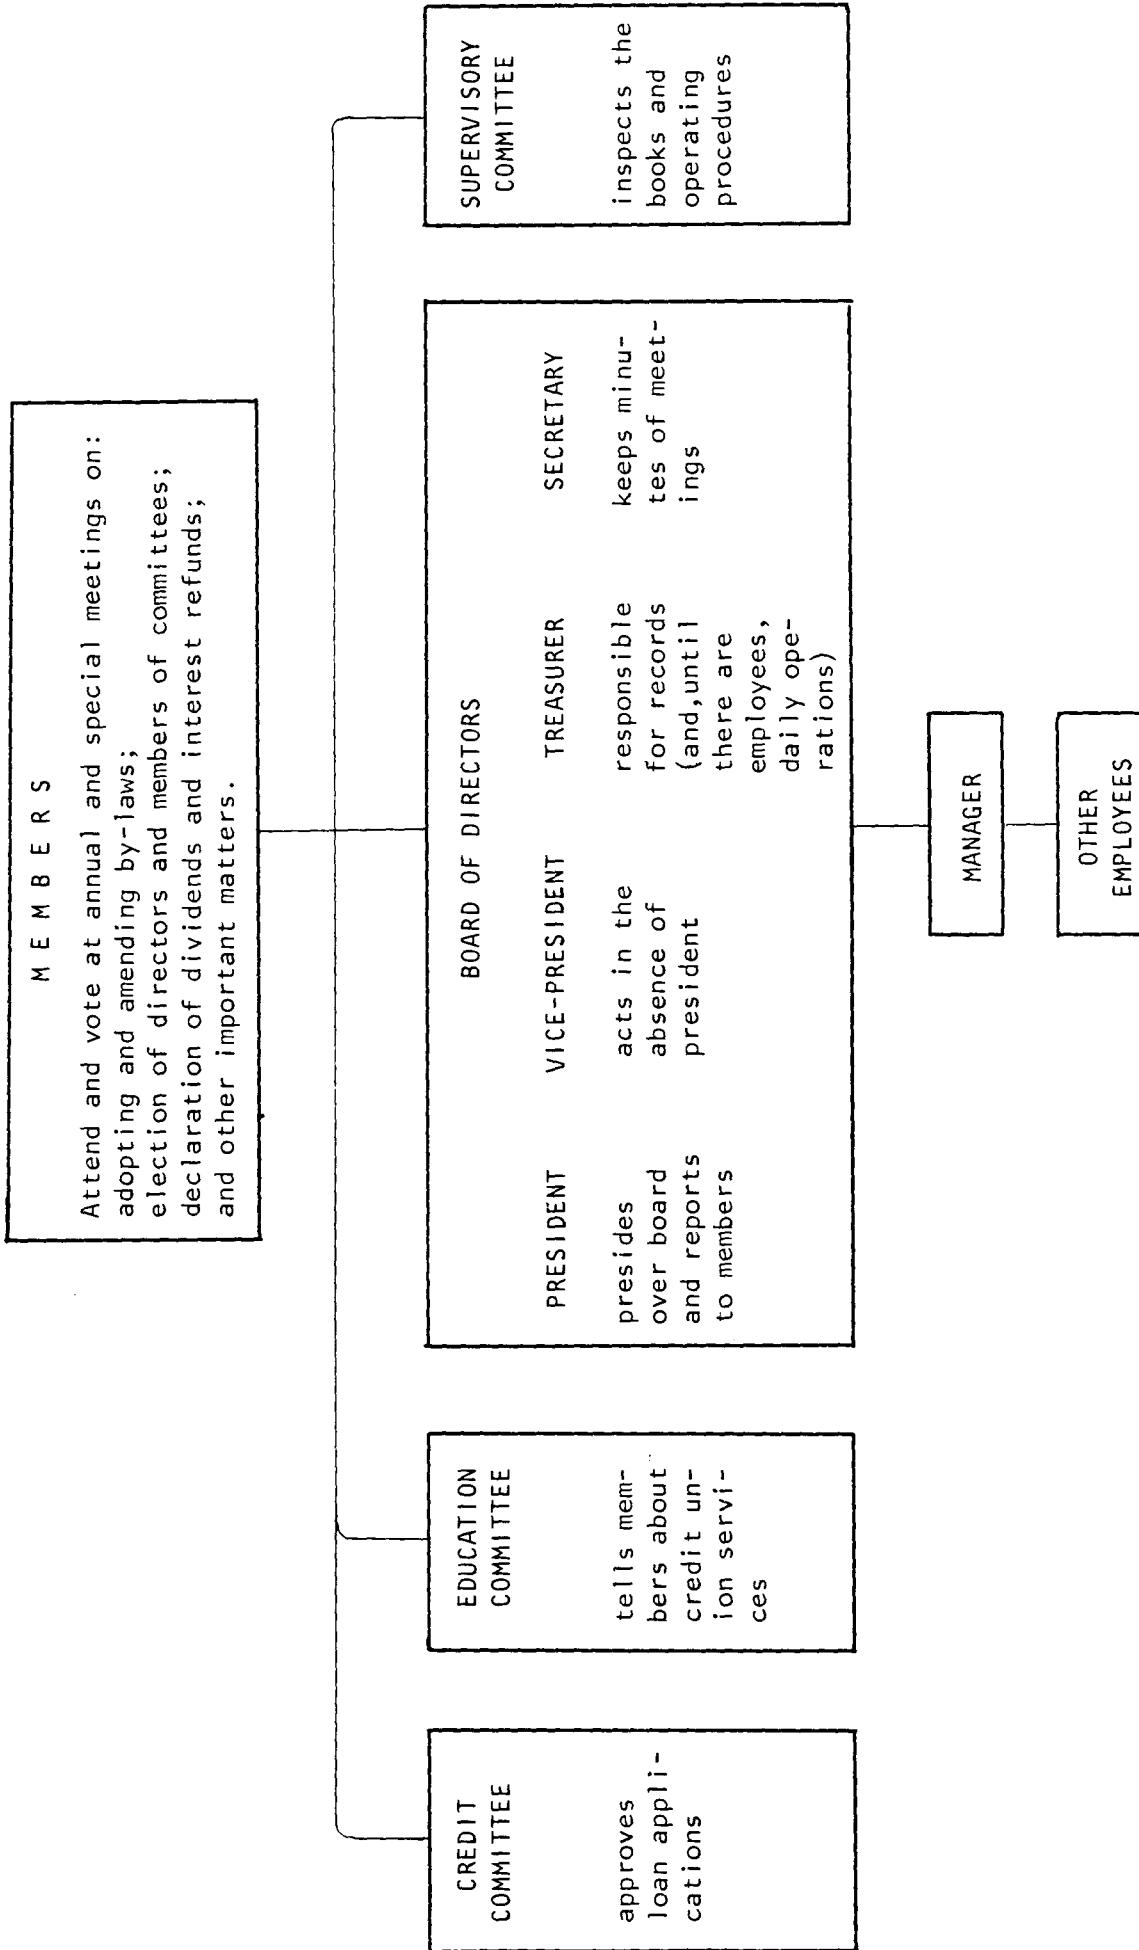 MEMBERS
Attend and vote at annual and special meetings on:
adopting and amending by-laws;
election of directors and members of committees;
declaration of dividends and interest refunds;
and other important matters.
CREDIT
COMMITTEE
approves
loan appli-
cations
EDUCATION
COMMITTEE
tells mem-
bers about
credit un-
ion servi-
ces
BOARD OF DIRECTORS
PRESIDENT
presides
over board
and reports
to members
VICE-PRESIDENT
acts in the
absence of
president
TREASURER
responsible
for records
(and,until
there are
employees,
daily ope-
rations)
SECRETARY
keeps minu-
tes of meet-
ings
SUPERVISORY
COMMITTEE
inspects the
books and
operating
procedures
MANAGER
OTHER
EMPLOYEES